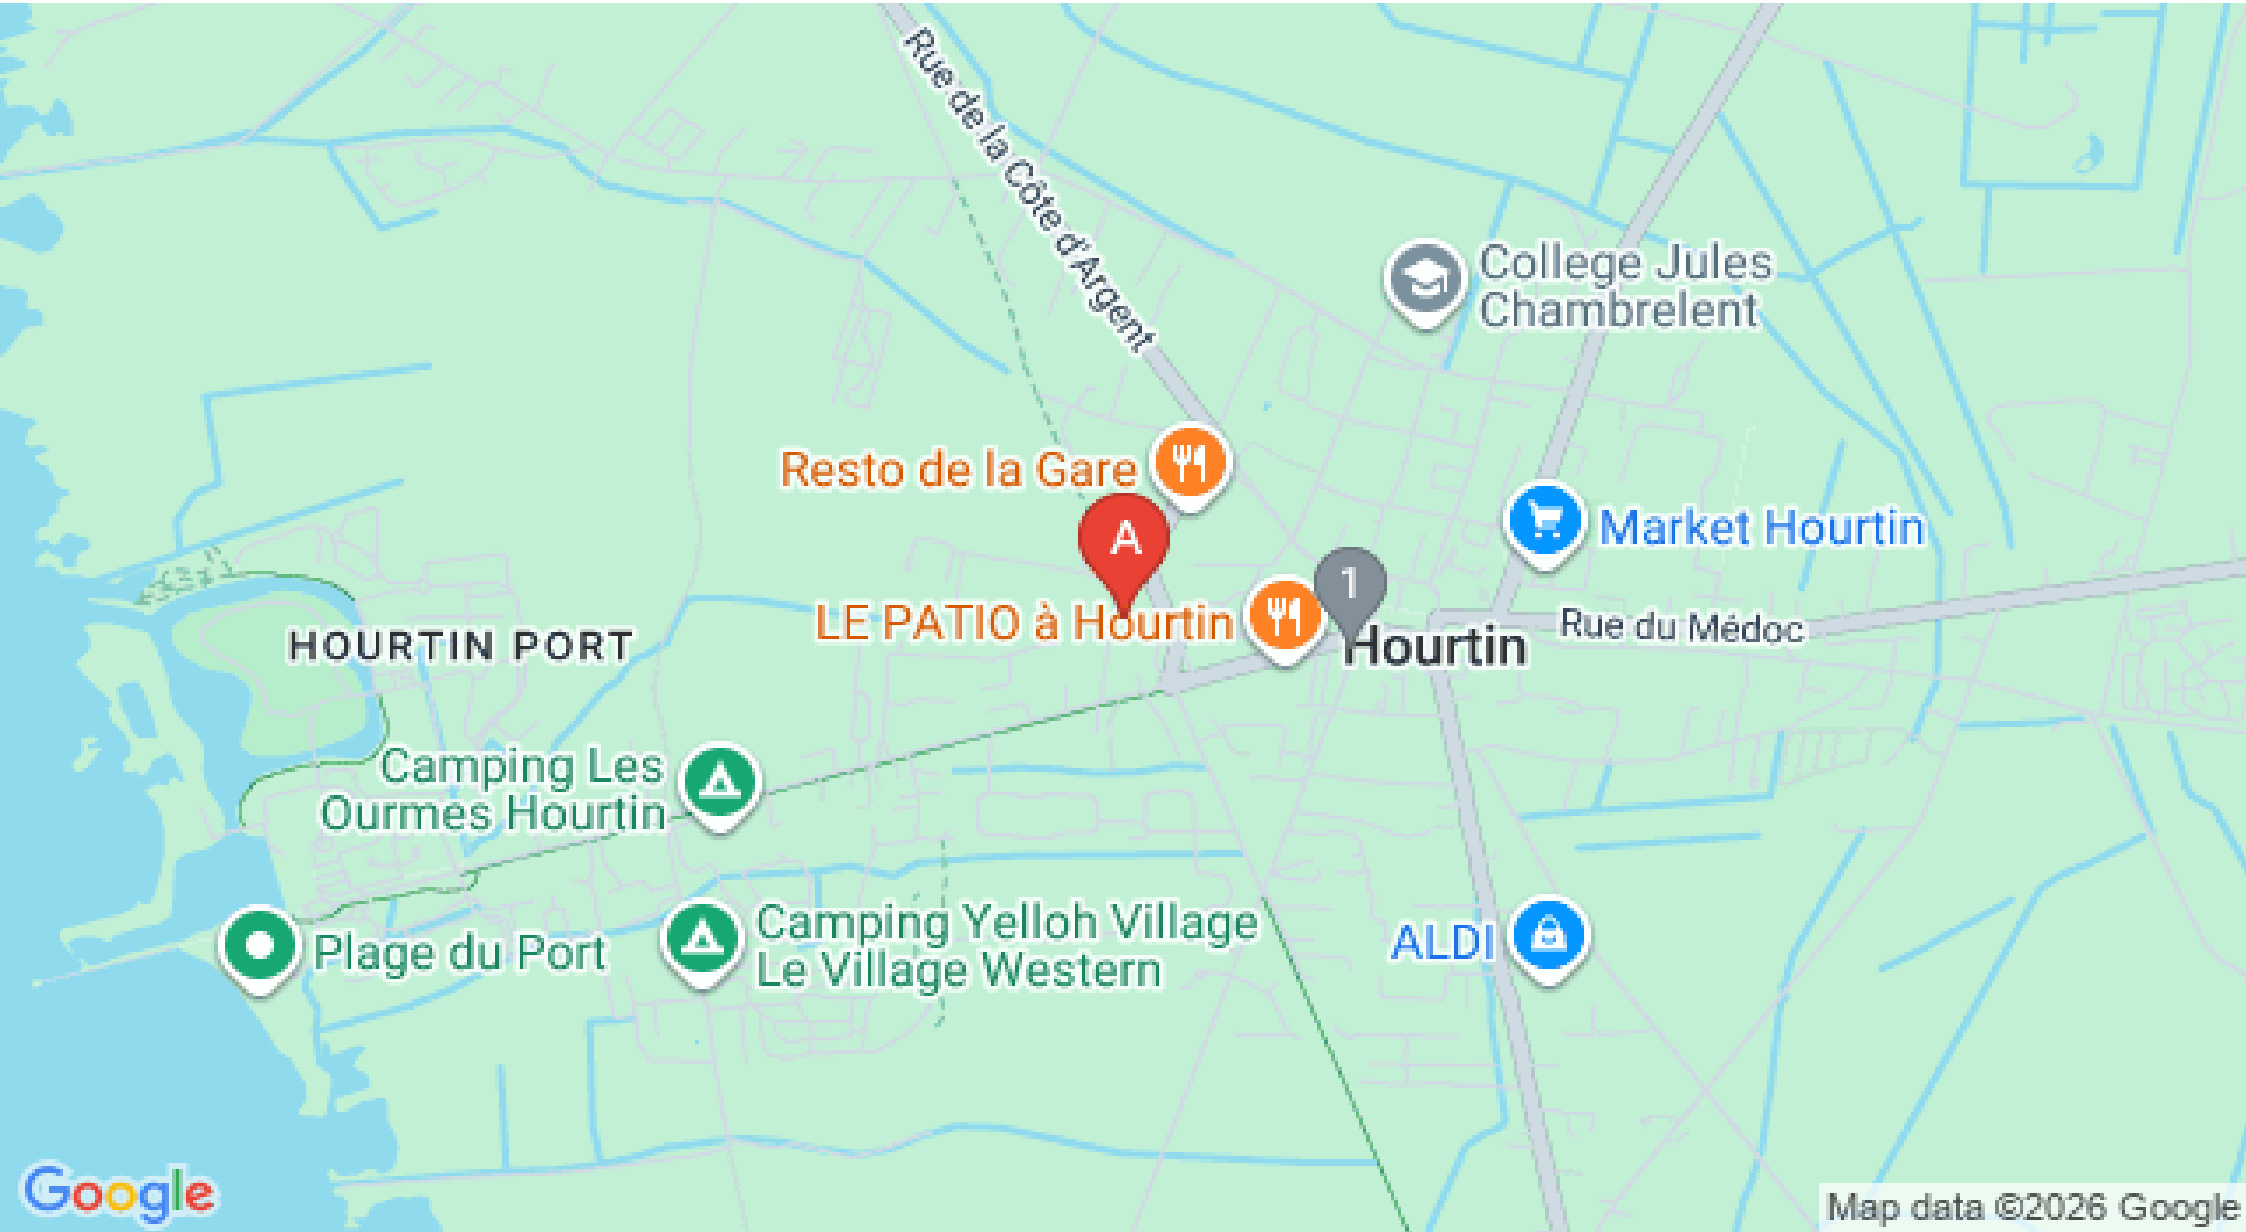 Rue de la Côte d'Argent
College Jules
Chambrelent
Resto de la Gare
A
Market Hourtin
1
LE PATIO à Hourtin
Hourtin
Rue du Médoc
HOURTIN PORT
Camping Les
Ourmes Hourtin
Camping Yelloh Village
Le Village Western
Plage du Port
ALDI
Google
Map data ©2026 Google